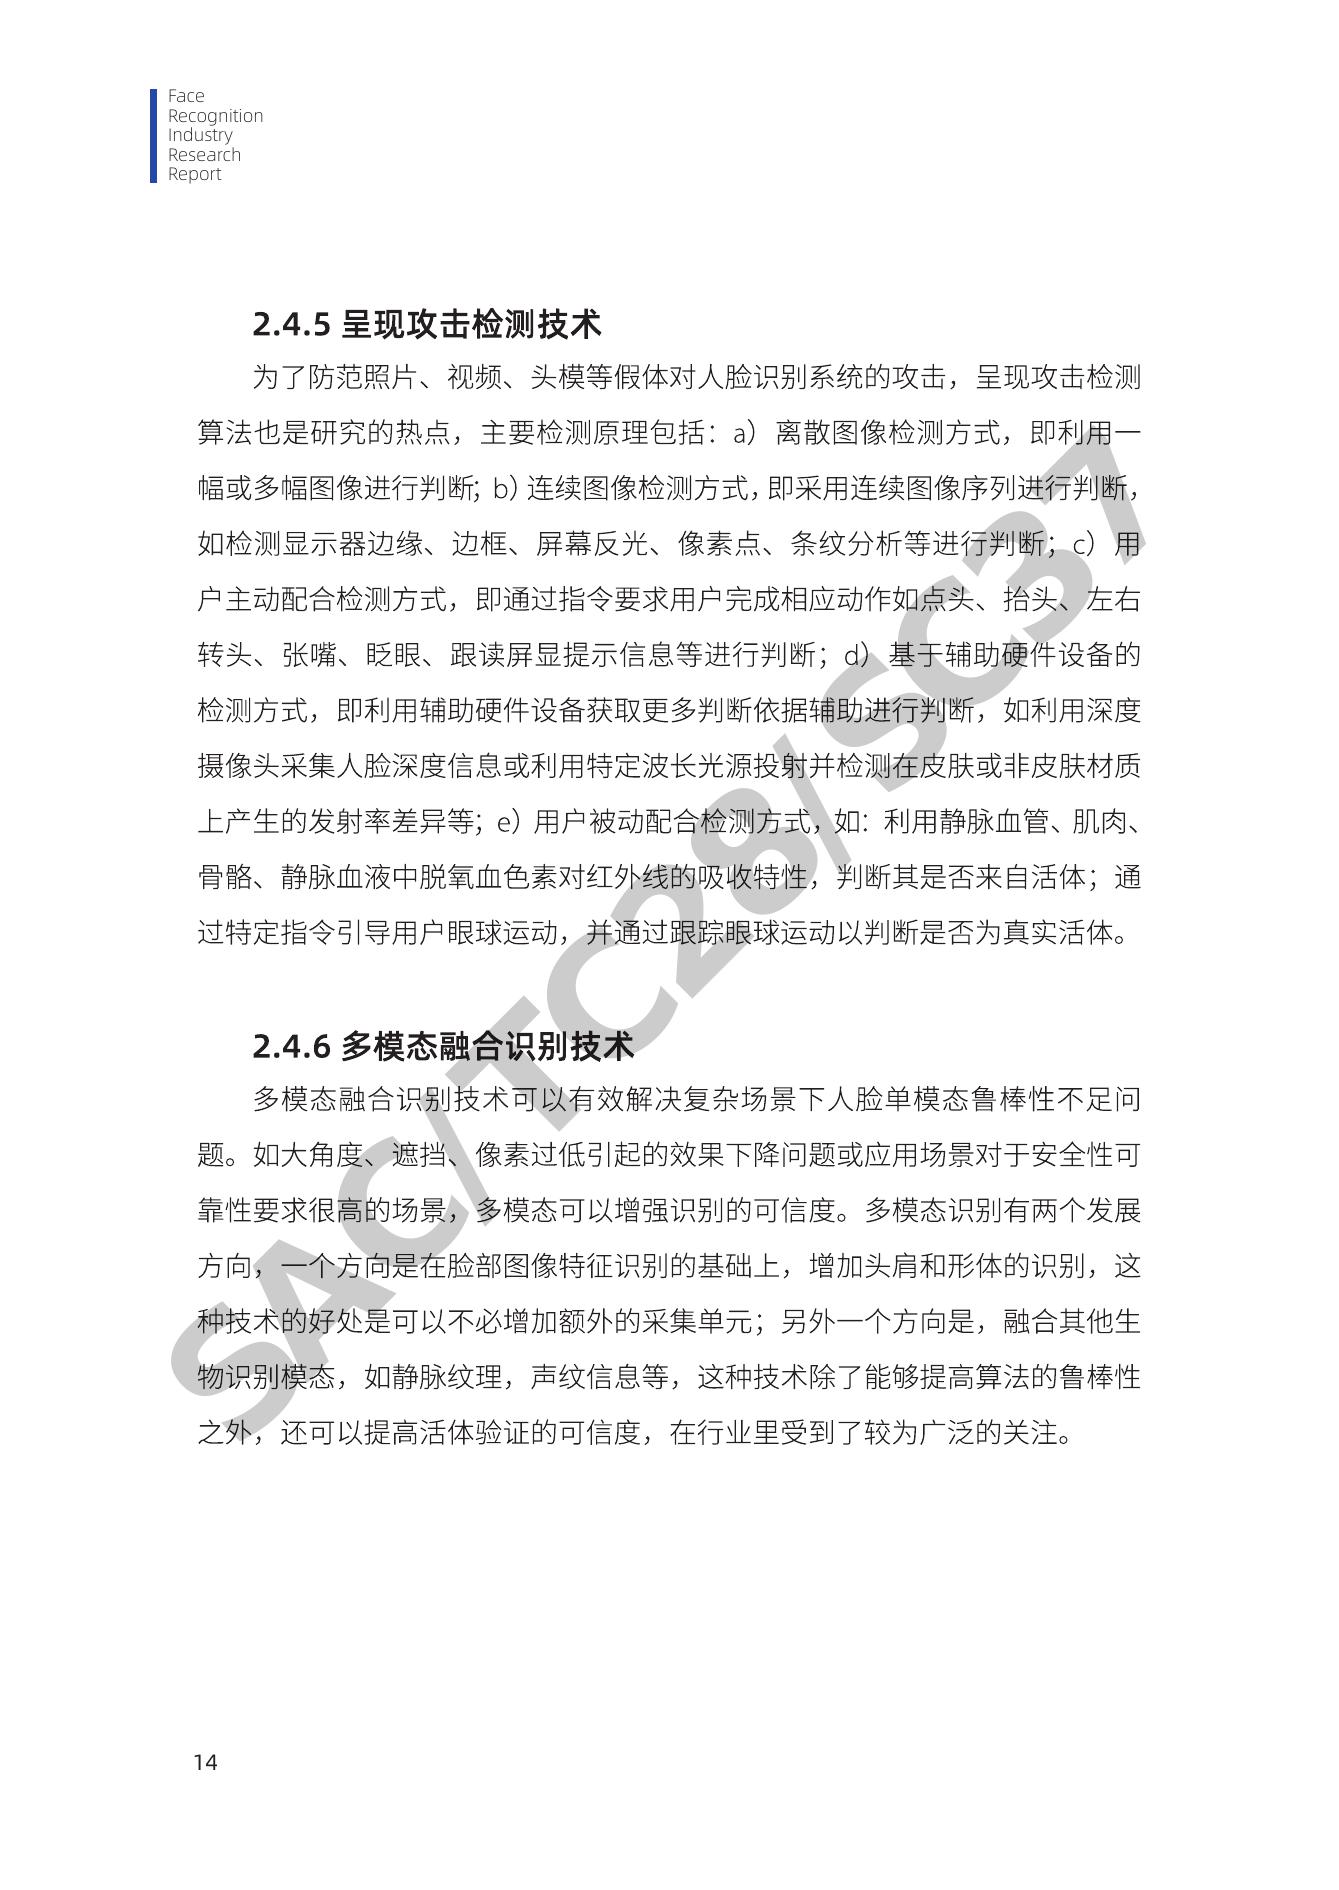 Face
Recognition
Industry
Research
Report
2.4.5 呈现攻击检测技术
为了防范照片、视频、头模等假体对人脸识别系统的攻击，呈现攻击检测
算法也是研究的热点，主要检测原理包括：a）离散图像检测方式，即利用一
幅或多幅图像进行判断；b）连续图像检测方式，即采用连续图像序列进行判断，
如检测显示器边缘、边框、屏幕反光、像素点、条纹分析等进行判断；c）用
户主动配合检测方式，即通过指令要求用户完成相应动作如点头、抬头、左右
转头、张嘴、眨眼、跟读屏显提示信息等进行判断；d）基于辅助硬件设备的
检测方式，即利用辅助硬件设备获取更多判断依据辅助进行判断，如利用深度
摄像头采集人脸深度信息或利用特定波长光源投射并检测在皮肤或非皮肤材质
上产生的发射率差异等；e）用户被动配合检测方式，如：利用静脉血管、肌肉、
骨骼、静脉血液中脱氧血色素对红外线的吸收特性，判断其是否来自活体；通
过特定指令引导用户眼球运动，并通过跟踪眼球运动以判断是否为真实活体。
2.4.6 多模态融合识别技术
多模态融合识别技术可以有效解决复杂场景下人脸单模态鲁棒性不足问
题。如大角度、遮挡、像素过低引起的效果下降问题或应用场景对于安全性可
靠性要求很高的场景，多模态可以增强识别的可信度。多模态识别有两个发展
方向，一个方向是在脸部图像特征识别的基础上，增加头肩和形体的识别，这
种技术的好处是可以不必增加额外的采集单元；另外一个方向是，融合其他生
物识别模态，如静脉纹理，声纹信息等，这种技术除了能够提高算法的鲁棒性
之外，还可以提高活体验证的可信度，在行业里受到了较为广泛的关注。
SAC/TC28/SC37
14